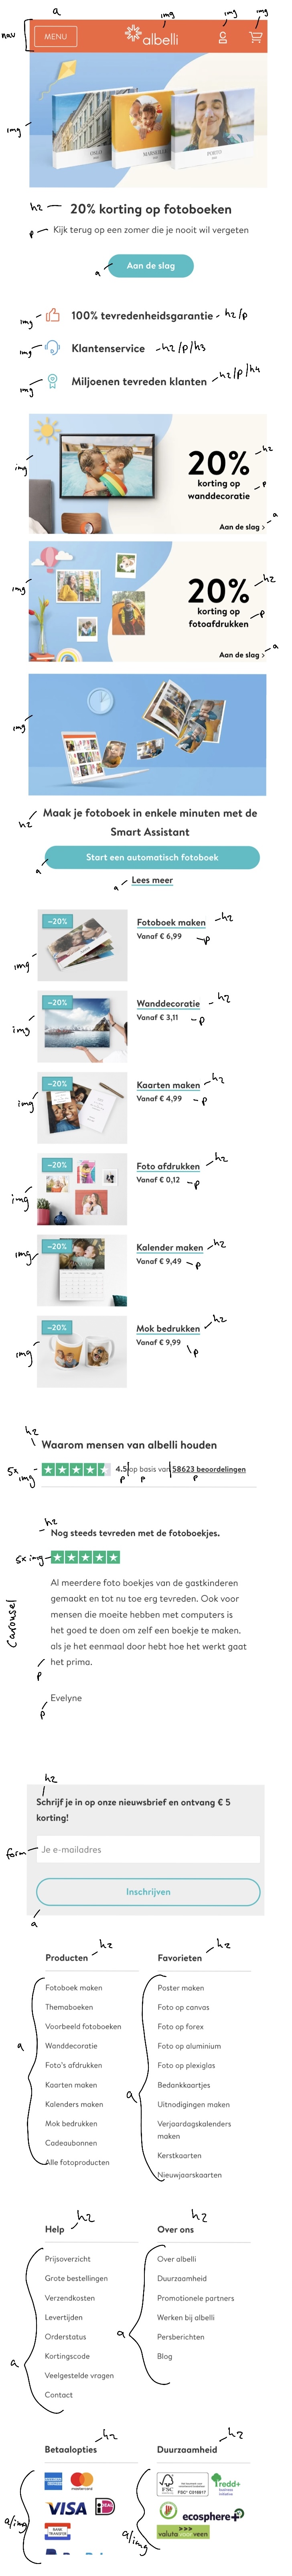 a
img
img
img
nav
MENU
albelli
img
OSLO
MARSEILLE
PORTO
h2
20% korting op fotoboeken
p
Kijk terug op een zomer die je nooit wil vergeten
a
Aan de slag
img
100% tevredenheidsgarantie - h2/p
img
Klantenservice - h2/p/h3
img
Miljoenen tevreden klanten - h2/p/h4
img
20%
h2
korting op
wanddecoratie
p
Aan de slag >
a
img
20%
h2
korting op
fotoafdrukken
p
Aan de slag >
a
img
h2
Maak je fotoboek in enkele minuten met de
Smart Assistant
a
Start een automatisch fotoboek
a
Lees meer
~20%
Fotoboek maken
h2
Vanaf € 6,99
p
img
~20%
Wanddecoratie
h2
Vanaf € 3,11
p
img
~20%
Kaarten maken
h2
Vanaf € 4,99
p
img
~20%
Foto afdrukken
h2
Vanaf € 0,12
p
img
~20%
Kalender maken
h2
Vanaf € 9,49
p
img
~20%
Mok bedrukken
h2
Vanaf € 9,99
p
img
h2
Waarom mensen van albelli houden
5x
img
4.5 op basis van 58623 beoordelingen
p p p
h2
Nog steeds tevreden met de fotoboekjes.
5x img
Carousel
Al meerdere foto boekjes van de gastkinderen
gemaakt en tot nu toe erg tevreden. Ook voor
mensen die moeite hebben met computers is
het goed te doen om zelf een boekje te maken.
als je het eenmaal door hebt hoe het werkt gaat
het prima.
p
Evelyne
p
h2
Schrijf je in op onze nieuwsbrief en ontvang € 5
korting!
form
Je e-mailadres
Inschrijven
a
Producten
h2
Fotoboek maken
Themaboeken
Voorbeeld fotoboeken
Wanddecoratie
Foto's afdrukken
Kaarten maken
Kalenders maken
Mok bedrukken
Cadeaubonnen
Alle fotoproducten
a
Favorieten
h2
Poster maken
Foto op canvas
Foto op forex
Foto op aluminium
Foto op plexiglas
Bedankkaartjes
Uitnodigingen maken
Verjaardagskalenders
maken
Kerstkaarten
Nieuwjaarskaarten
a
Help
h2
Prijsoverzicht
Grote bestellingen
Verzendkosten
Levertijden
Orderstatus
Kortingscode
Veelgestelde vragen
Contact
a
Over ons
h2
Over albelli
Duurzaamheid
Promotionele partners
Werken bij albelli
Persberichten
Blog
a
Betaalopties
h2
mastercard
VISA
iDEAL
BANK
TRANSFER
a/img
Duurzaamheid
h2
FSC
redd+
ecosphere+
valuta >>> veen
a/img